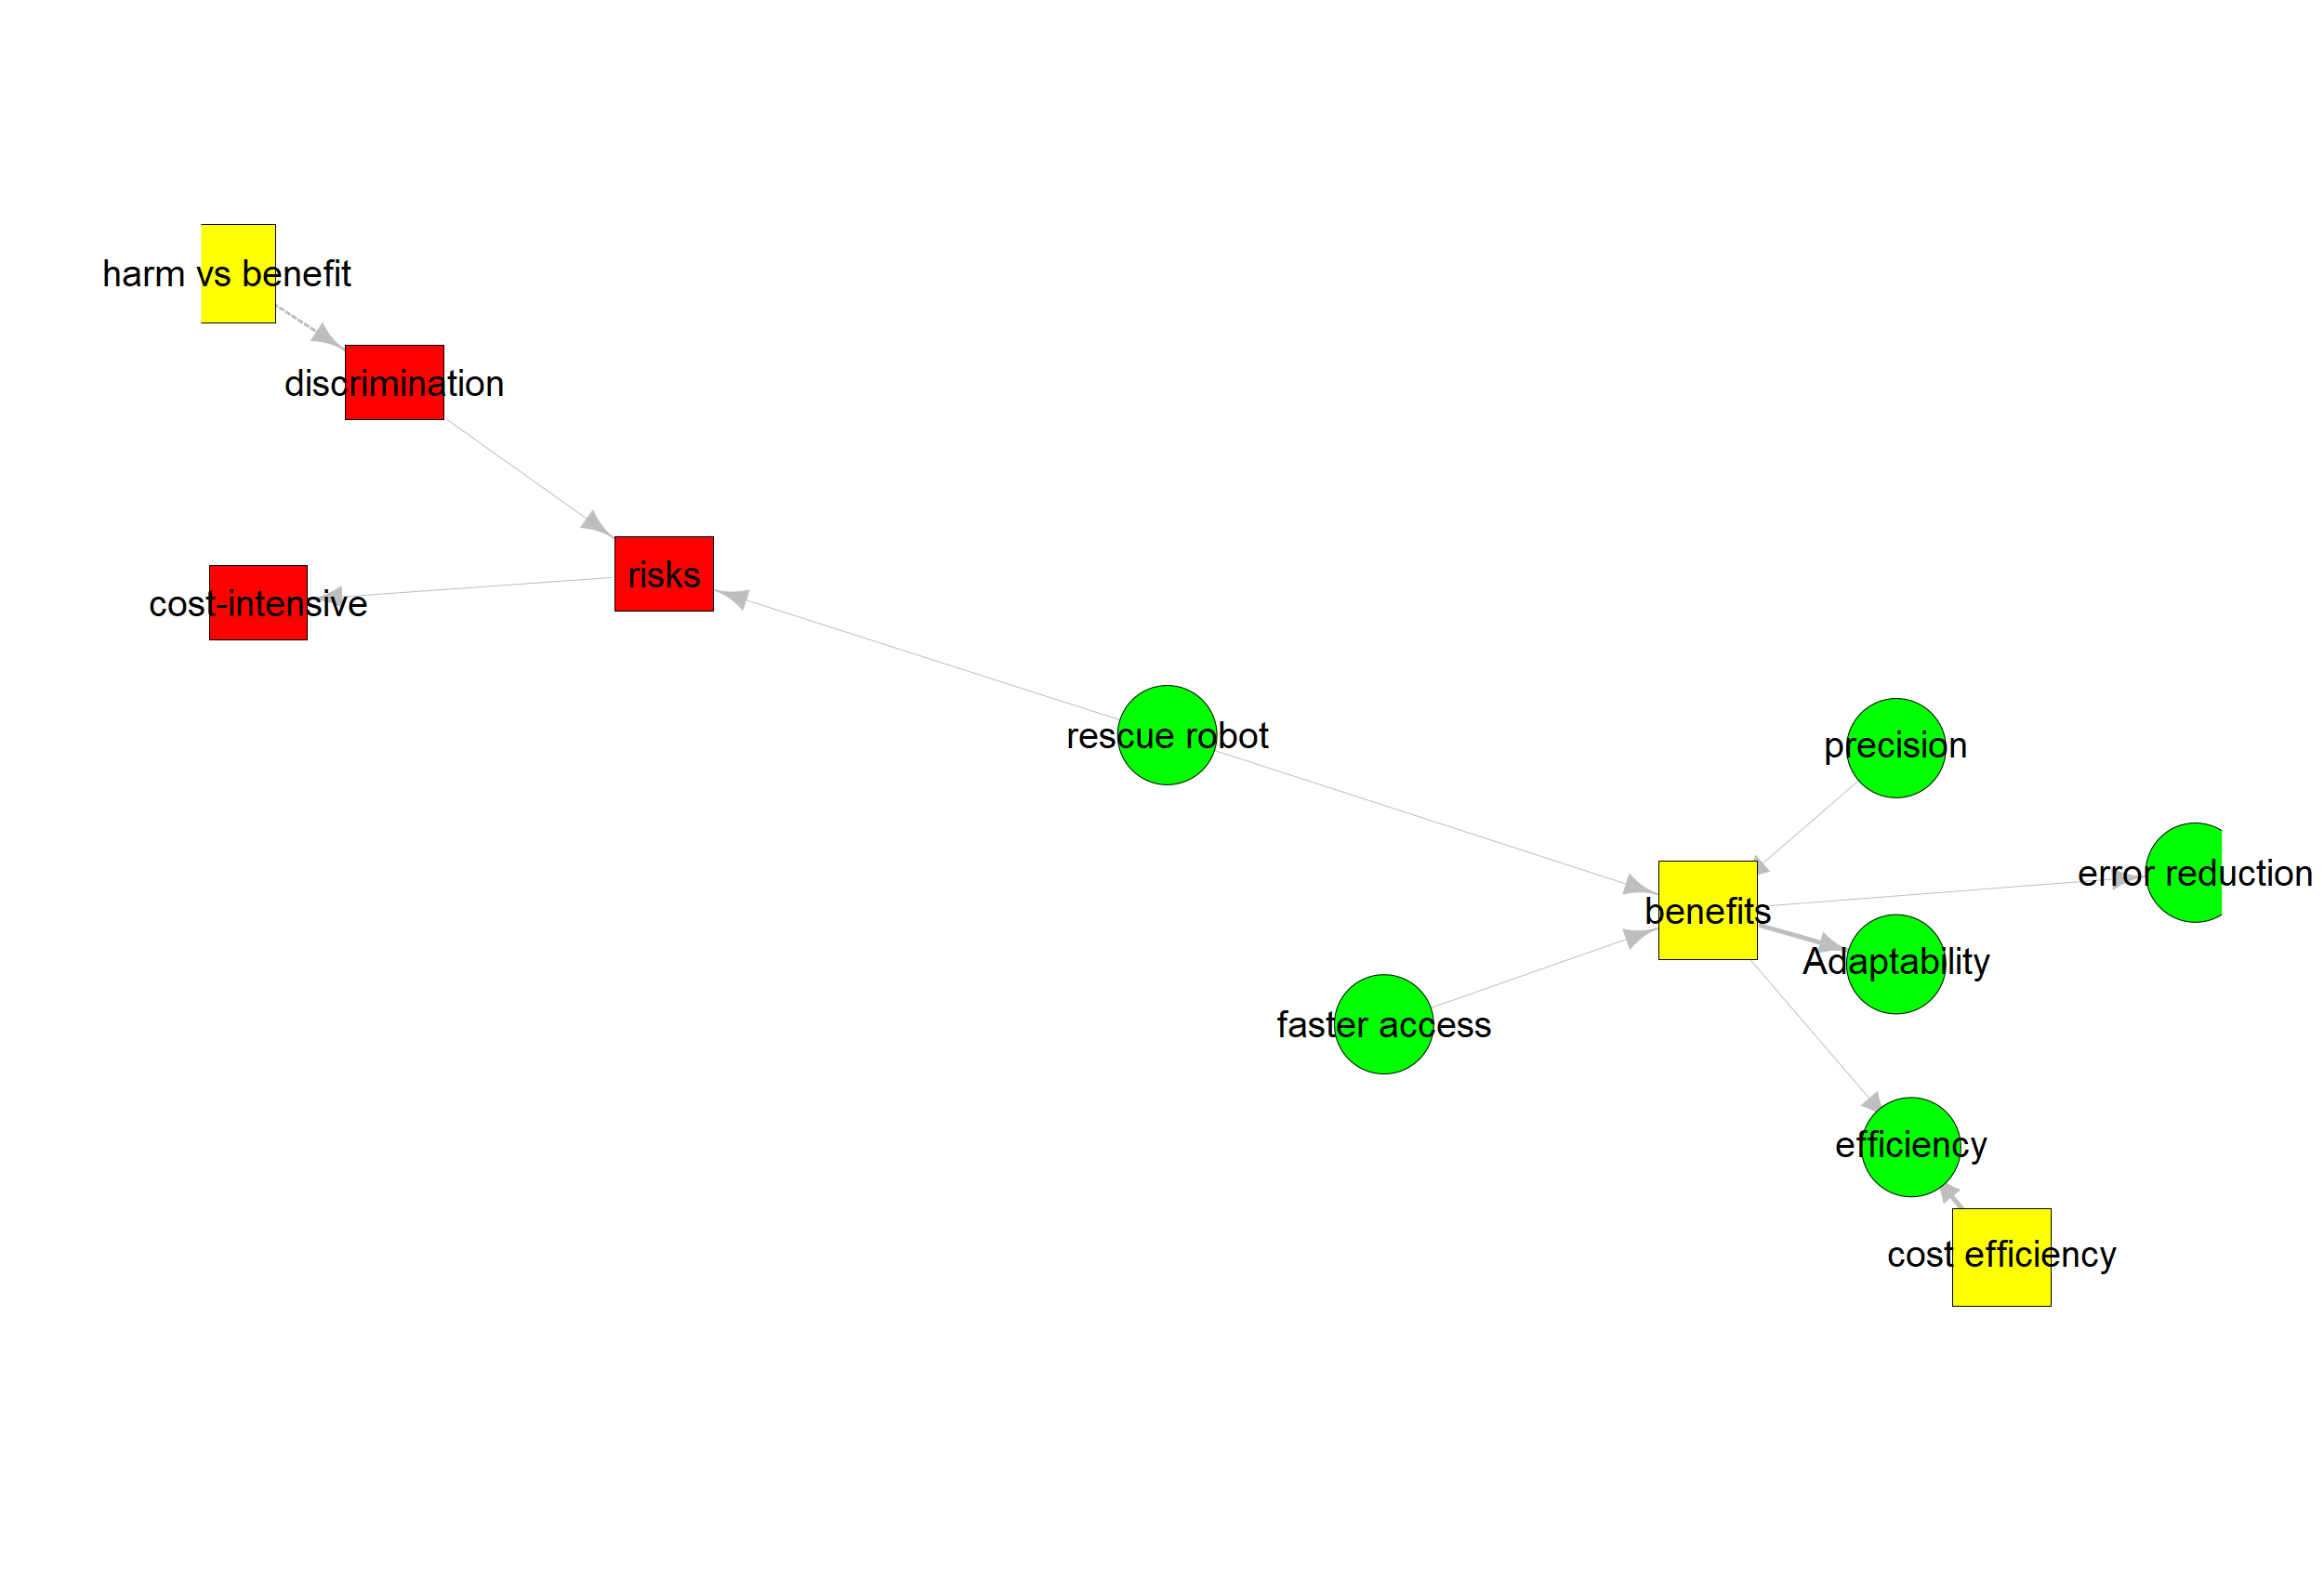 harm vs benefit
discrimination
risks
cost-intensive
rescue robot
precision
error reduction
benefits
Adaptability
faster access
efficiency
cost efficiency